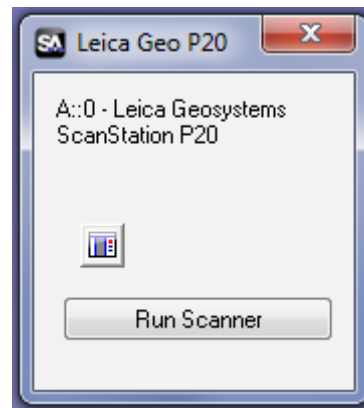 SA Leica Geo P20
A::0 - Leica Geosystems
ScanStation P20
Run Scanner